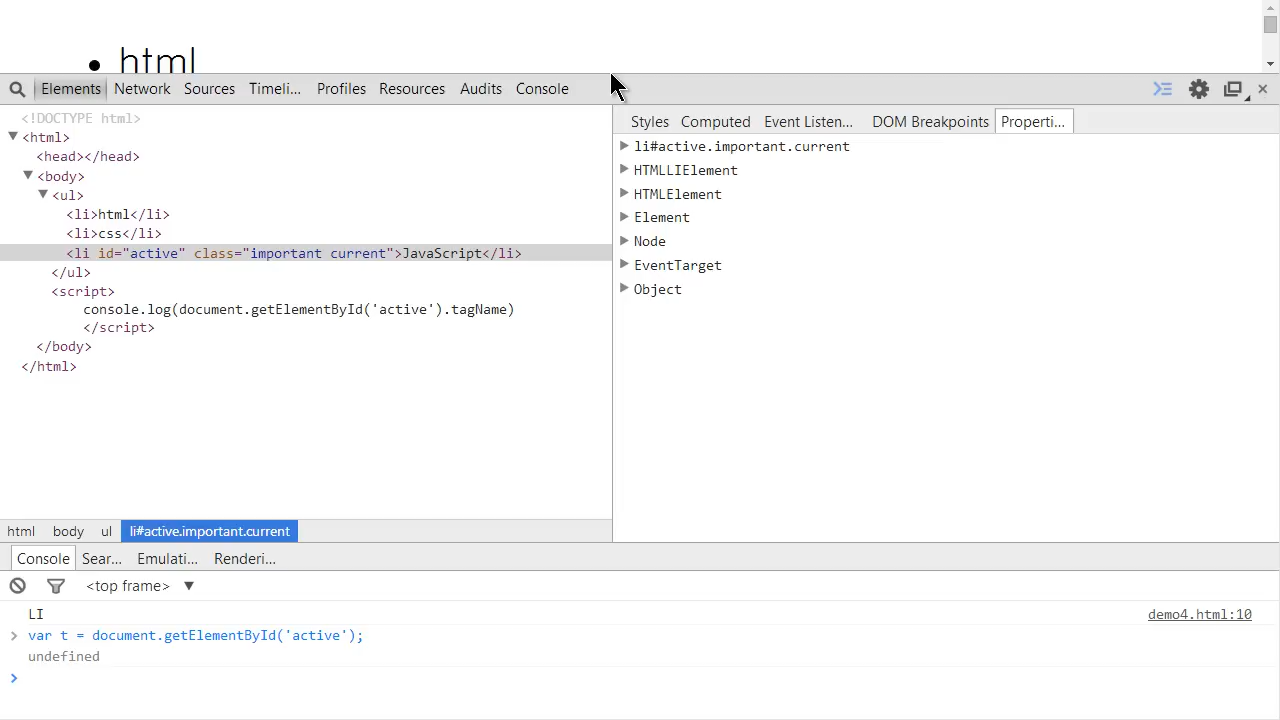 html
Elements Network Sources Timeli... Profiles Resources Audits Console
<!DOCTYPE html>
<html>
<head></head>
<body>
<ul>
<li>html</li>
<li>css</li>
<li id="active" class="important current">JavaScript</li>
</ul>
<script>
console.log(document.getElementById('active').tagName)
</script>
</body>
</html>
html body ul li#active.important.current
Styles Computed Event Listen... DOM Breakpoints Properti...
li#active.important.current
HTMLLIElement
HTMLElement
Element
Node
EventTarget
Object
Console Sear... Emulati... Renderi...
<top frame>
LI demo4.html:10
var t = document.getElementById('active');
undefined